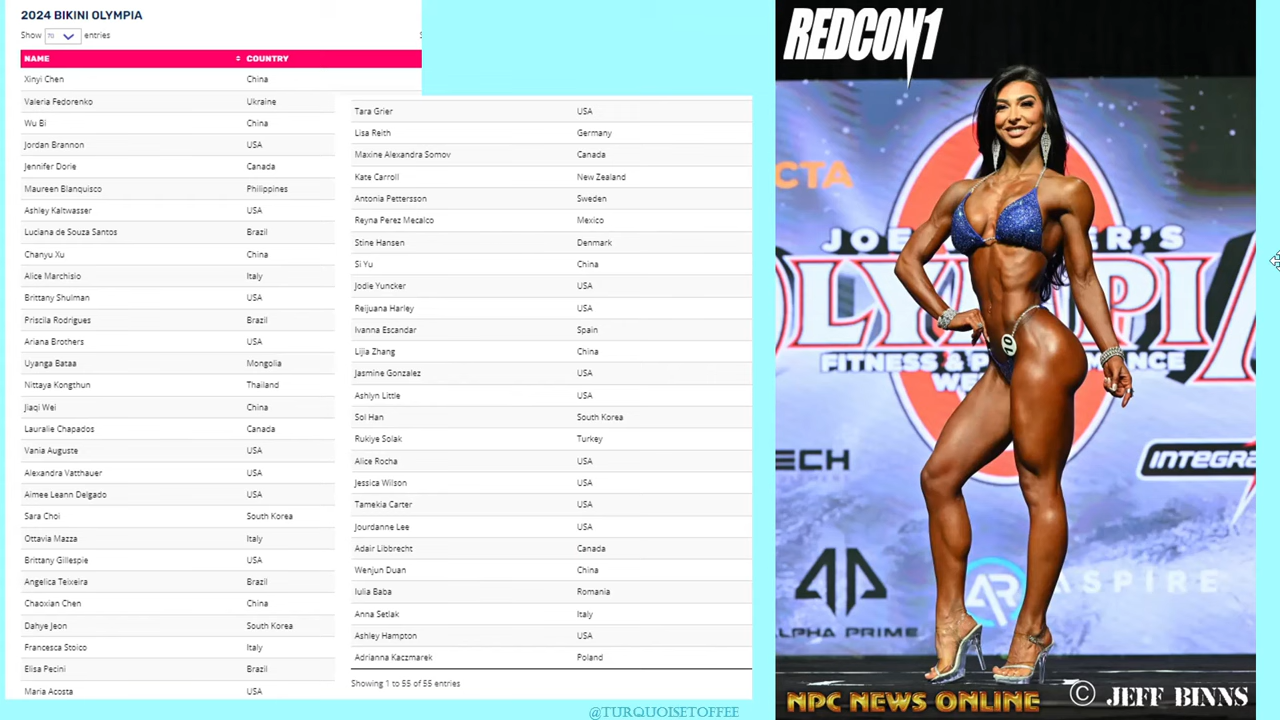 2024 BIKINI OLYMPIA
Show 70 entries
NAME COUNTRY
Xinyi Chen China
Valeria Fedorenko Ukraine
Wu Bi China
Jordan Brannon USA
Jennifer Dorie Canada
Maureen Blanquisco Philippines
Ashley Kaltwasser USA
Luciana de Souza Santos Brazil
Chanyu Xu China
Alice Marchisio Italy
Brittany Shulman USA
Priscila Rodrigues Brazil
Ariana Brothers USA
Uyanga Bataa Mongolia
Nittaya Kongthun Thailand
Jiaqi Wei China
Lauralie Chapados Canada
Vania Auguste USA
Alexandra Vatthauer USA
Aimee Leann Delgado USA
Sara Choi South Korea
Ottavia Mazza Italy
Brittany Gillespie USA
Angelica Teixeira Brazil
Chaoxian Chen China
Dahye Jeon South Korea
Francesca Stoico Italy
Elisa Pecini Brazil
Maria Acosta USA
Tara Grier USA
Lisa Reith Germany
Maxine Alexandra Somov Canada
Kate Carroll New Zealand
Antonia Pettersson Sweden
Reyna Perez Mecalco Mexico
Stine Hansen Denmark
Si Yu China
Jodie Yuncker USA
Reijuana Harley USA
Ivanna Escandar Spain
Lijia Zhang China
Jasmine Gonzalez USA
Ashlyn Little USA
Sol Han South Korea
Rukiye Solak Turkey
Alice Rocha USA
Jessica Wilson USA
Tamekia Carter USA
Jourdanne Lee USA
Adair Libbrecht Canada
Wenjun Duan China
Iulia Baba Romania
Anna Setlak Italy
Ashley Hampton USA
Adrianna Kaczmarek Poland
Showing 1 to 55 of 55 entries
@TURQUOISETOFFEE
REDCON1
CTA
JOE ER'S
OLYMPIA
FITNESS & P MANCE
WE
10
ECH
INTEGRA
AR ASPIRE
ALPHA PRIME
NPC NEWS ONLINE © JEFF BINNS